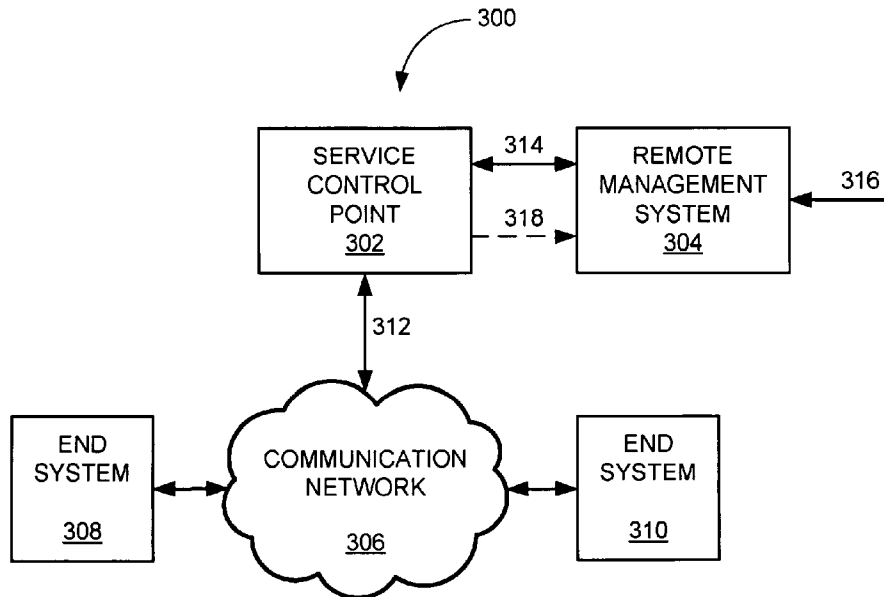 300
SERVICE
CONTROL
POINT
302
314
318
REMOTE
MANAGEMENT
SYSTEM
304
316
312
END
SYSTEM
308
COMMUNICATION
NETWORK
306
END
SYSTEM
310